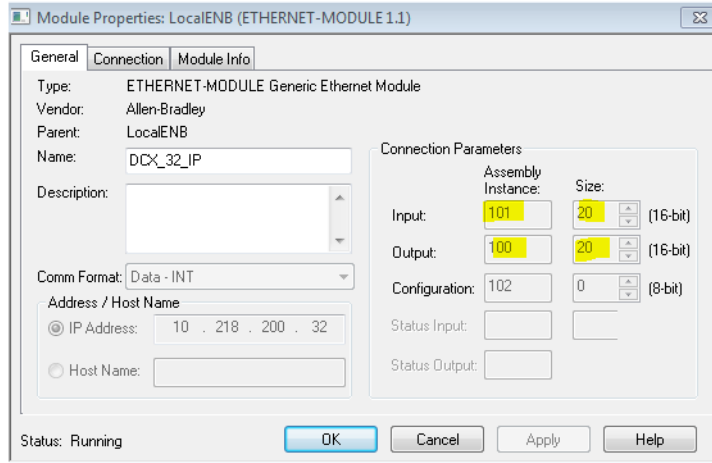 Module Properties: LocalENB (ETHERNET-MODULE 1.1)
General Connection Module Info
Type: ETHERNET-MODULE Generic Ethernet Module
Vendor: Allen-Bradley
Parent: LocalENB
Name: DCX_32_IP
Description:
Comm Format: Data - INT
Address / Host Name
IP Address: 10 . 218 . 200 . 32
Host Name:
Connection Parameters
Assembly
Instance: Size:
Input: 101 20 (16-bit)
Output: 100 20 (16-bit)
Configuration: 102 0 (8-bit)
Status Input:
Status Output:
Status: Running
OK Cancel Apply Help